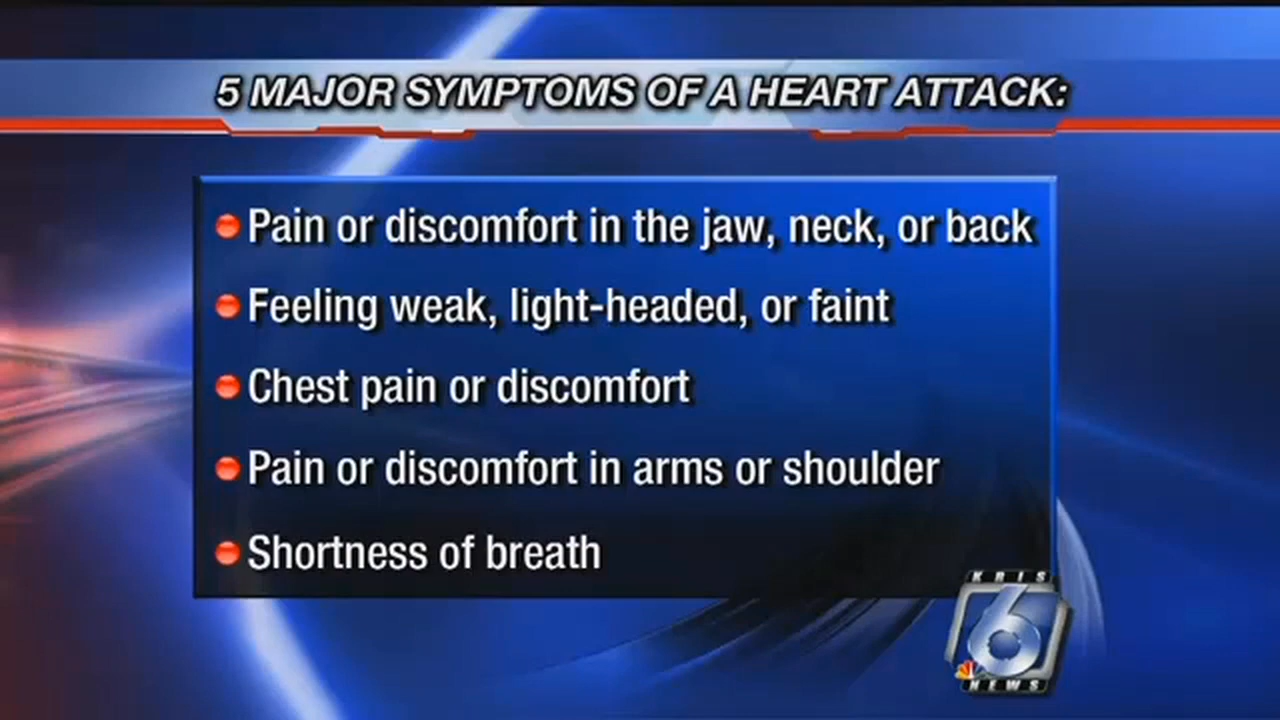 5 MAJOR SYMPTOMS OF A HEART ATTACK:
Pain or discomfort in the jaw, neck, or back
Feeling weak, light-headed, or faint
Chest pain or discomfort
Pain or discomfort in arms or shoulder
Shortness of breath
KRIS
6
NEWS